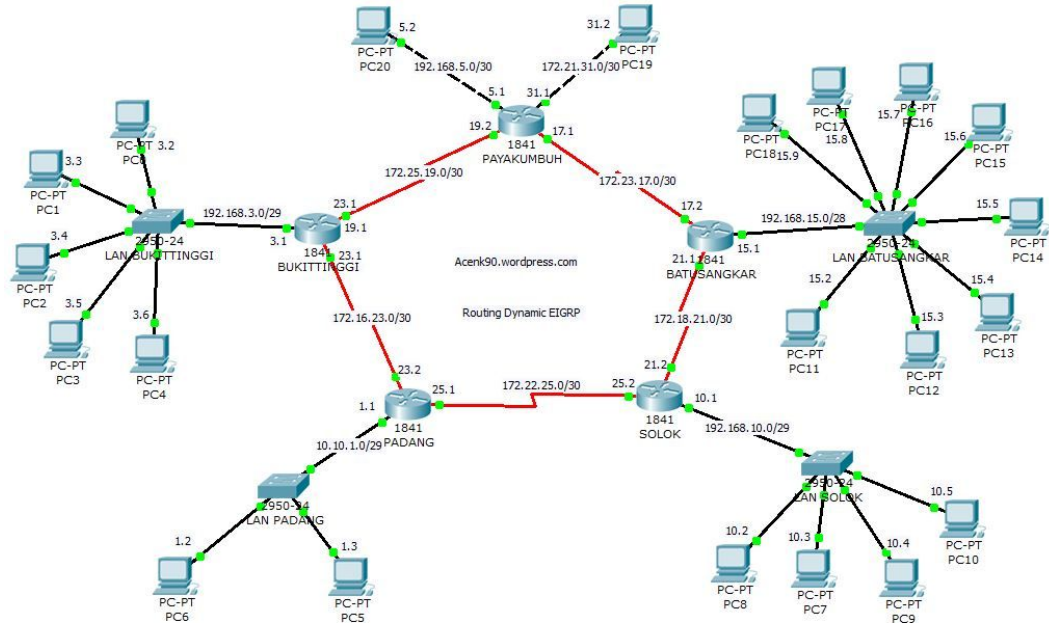 5.2
PC-PT
PC20
192.168.5.0/30
5.1
31.2
PC-PT
PC19
172.21.31.0/30
31.1
19.2
17.1
1841
PAYAKUMBUH
172.25.19.0/30
172.23.17.0/30
PC-PT
3.2
3.3
PC-PT
PC1
3.4
PC-PT
PC2
3.5
PC-PT
PC3
3.6
PC-PT
PC4
2950-24
LAN BUKITTINGGI
192.168.3.0/29
3.1
23.1
19.1
23.1
1841
BUKITTINGGI
Acenk90.wordpress.com
Routing Dynamic EIGRP
17.2
21.1
1841
BATUSANGKAR
192.168.15.0/28
15.1
2950-24
LAN BATUSANGKAR
PC-PT
PC18
15.9
PC-PT
PC17
15.8
PC-PT
PC16
15.7
15.6
PC-PT
PC15
15.5
PC-PT
PC14
15.4
PC-PT
PC13
15.3
PC-PT
PC12
15.2
PC-PT
PC11
172.16.23.0/30
172.18.21.0/30
23.2
25.1
1.1
1841
PADANG
172.22.25.0/30
21.2
25.2
10.1
1841
SOLOK
10.10.1.0/29
2950-24
LAN PADANG
1.2
PC-PT
PC6
1.3
PC-PT
PC5
192.168.10.0/29
2950-24
LAN SOLOK
10.2
PC-PT
PC8
10.3
PC-PT
PC7
10.4
PC-PT
PC9
10.5
PC-PT
PC10